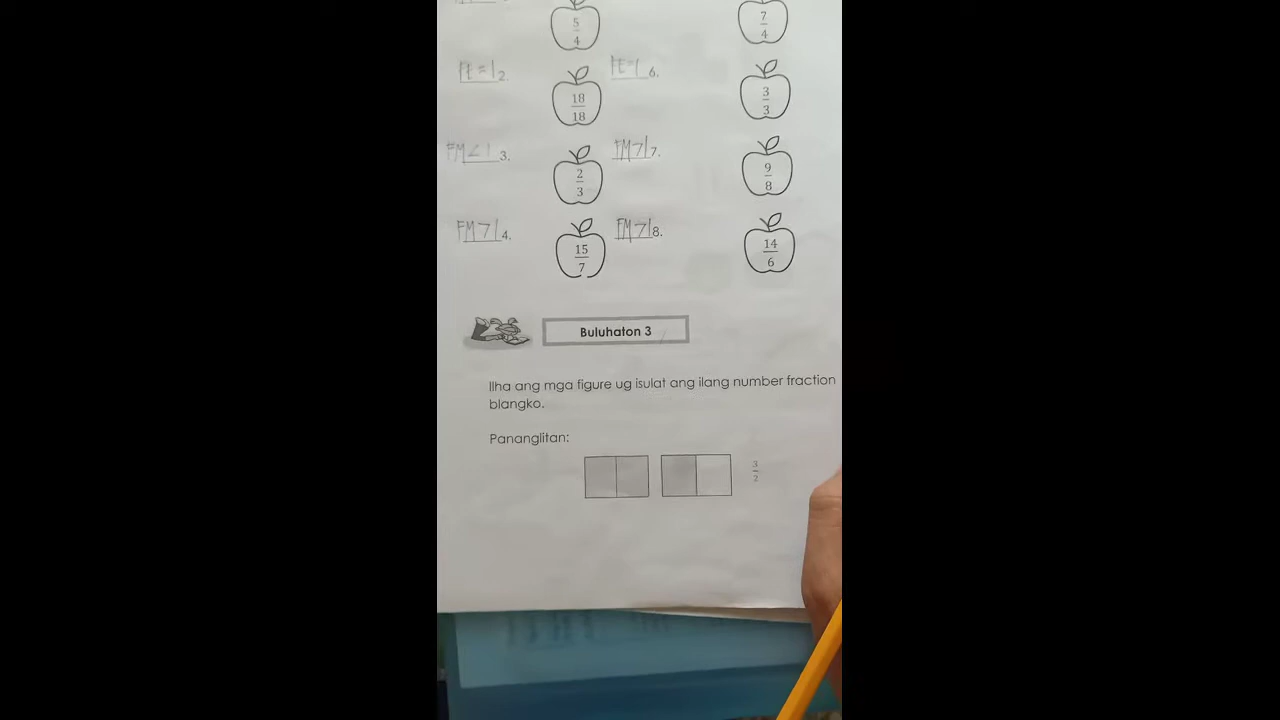 5/4
7/4
FE=1 2. 18/18
FE=1 6. 3/3
FM<1 3. 2/3
FM>1 7. 9/8
FM>1 4. 15/7
FM>1 8. 14/6
Buluhaton 3
Ilha ang mga figure ug isulat ang ilang number fraction
blangko.
Pananglitan:
3/2